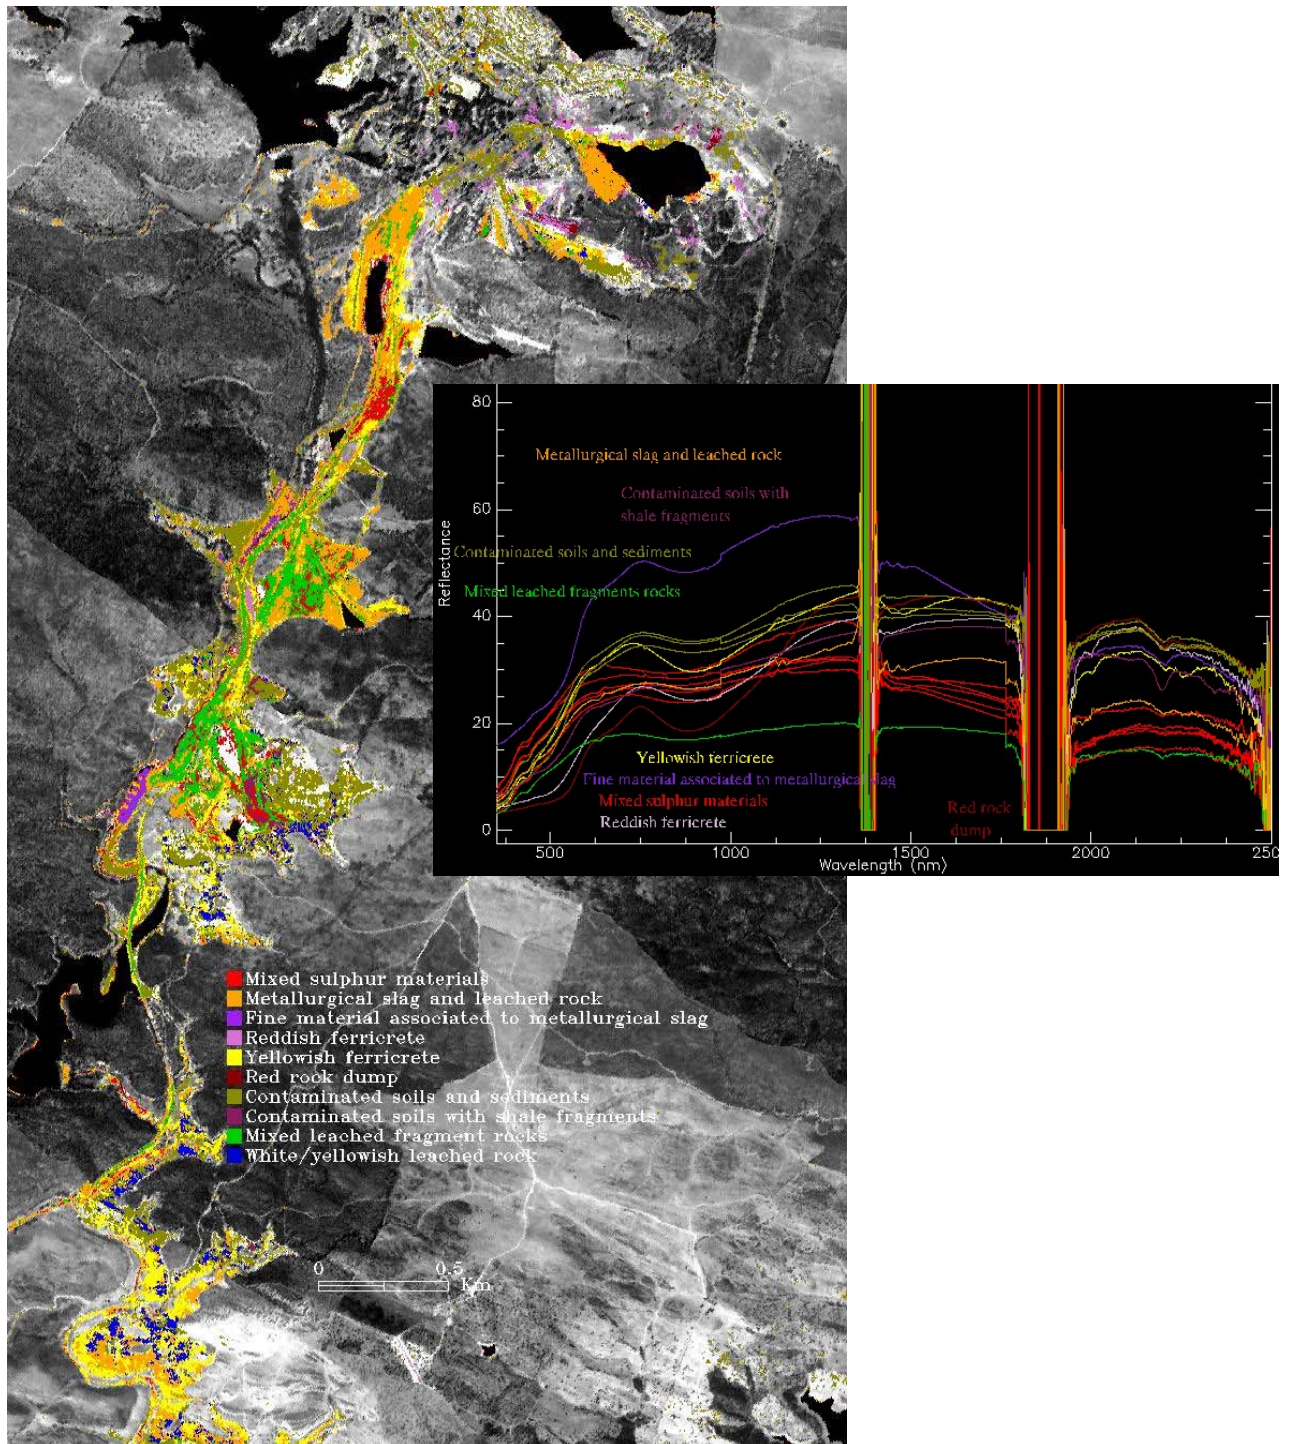 80
60
40
20
0
Reflectance
Metallurgical slag and leached rock
Contaminated soils with
shale fragments
Contaminated soils and sediments
Mixed leached fragments rocks
Yellowish ferricrete
Fine material associated to metallurgical slag
Mixed sulphur materials
Reddish ferricrete
Red rock
dump
500
1000
1500
2000
250
Wavelength (nm)
Mixed sulphur materials
Metallurgical slag and leached rock
Fine material associated to metallurgical slag
Reddish ferricrete
Yellowish ferricrete
Red rock dump
Contaminated soils and sediments
Contaminated soils with shale fragments
Mixed leached fragment rocks
White/yellowish leached rock
0 0.5
Km